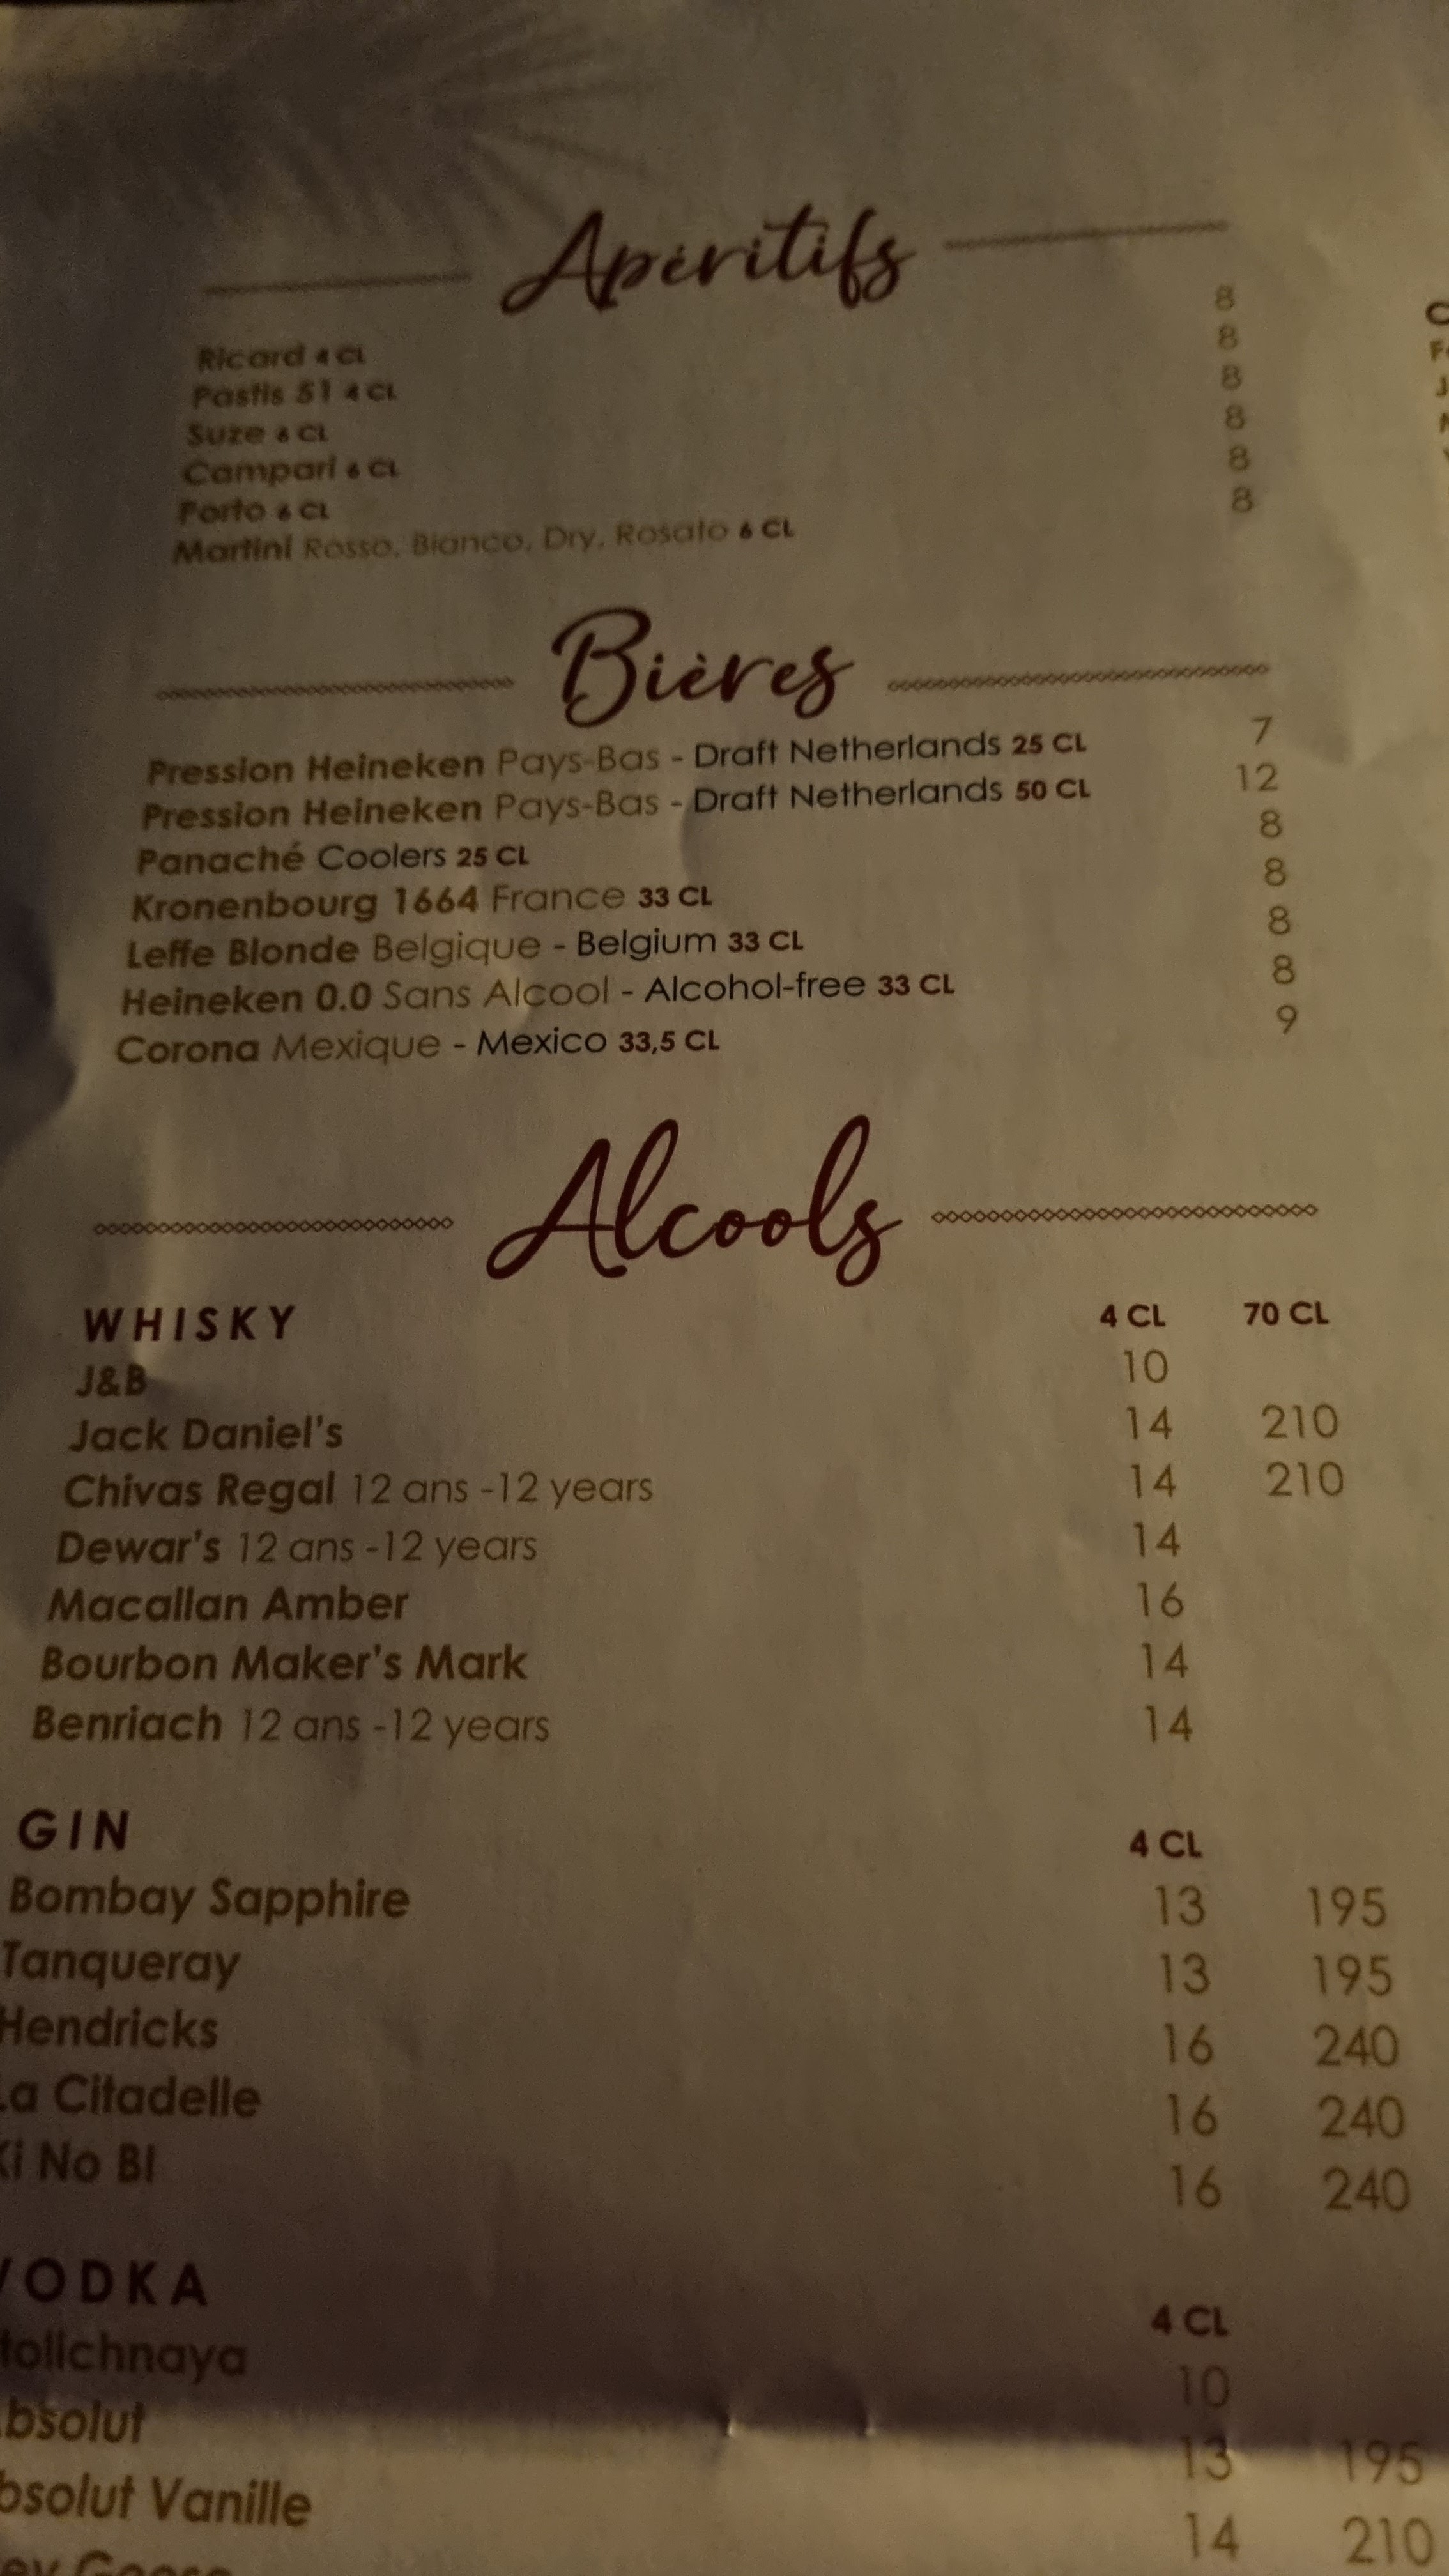 Apéritifs
Ricard 4 CL 8
Pastis 51 4 CL 8
Suze 6 CL 8
Campari 6 CL 8
Porto 6 CL 8
Martini Rosso, Bianco, Dry, Rosato 6 CL 8
Bières
Pression Heineken Pays-Bas - Draft Netherlands 25 CL 7
Pression Heineken Pays-Bas - Draft Netherlands 50 CL 12
Panaché Coolers 25 CL 8
Kronenbourg 1664 France 33 CL 8
Leffe Blonde Belgique - Belgium 33 CL 8
Heineken 0.0 Sans Alcool - Alcohol-free 33 CL 8
Corona Mexique - Mexico 33,5 CL 9
Alcools
WHISKY 4 CL 70 CL
J&B 10
Jack Daniel's 14 210
Chivas Regal 12 ans -12 years 14 210
Dewar's 12 ans -12 years 14
Macallan Amber 16
Bourbon Maker's Mark 14
Benriach 12 ans -12 years 14
GIN 4 CL
Bombay Sapphire 13 195
Tanqueray 13 195
Hendricks 16 240
La Citadelle 16 240
Ki No BI 16 240
VODKA 4 CL
tolichnaya 10
bsolut 13 195
bsolut Vanille 14 210